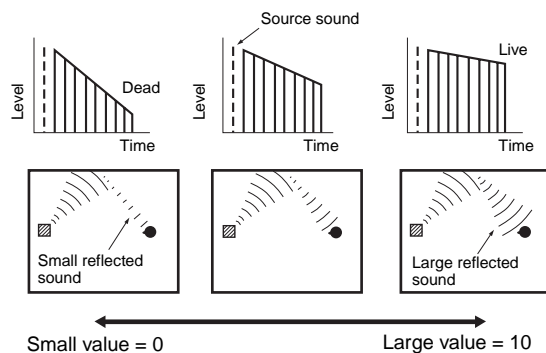 Source sound
Level
Dead
Time
Level
Time
Level
Live
Time
Small reflected
sound
Large reflected
sound
Small value = 0
Large value = 10